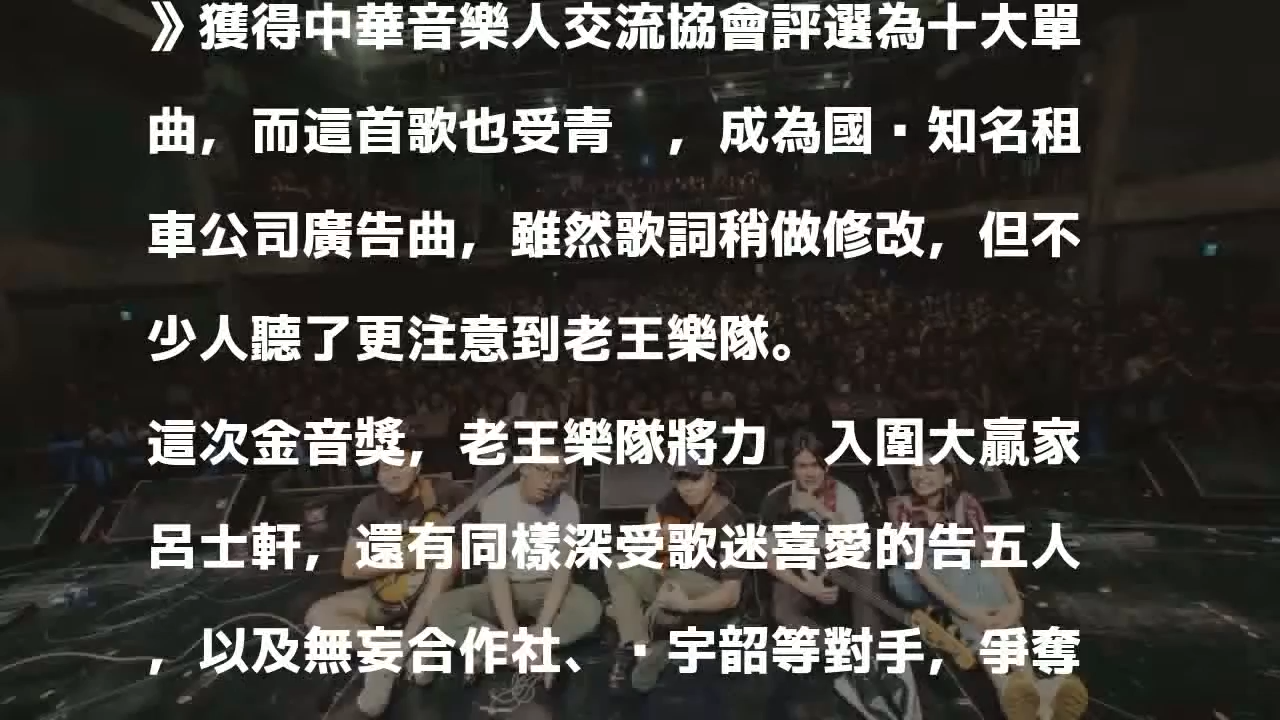 》獲得中華音樂人交流協會評選為十大單
曲，而這首歌也受青　，成為國▪知名租
車公司廣告曲，雖然歌詞稍做修改，但不
少人聽了更注意到老王樂隊。
這次金音獎，老王樂隊將力　入圍大贏家
呂士軒，還有同樣深受歌迷喜愛的告五人
，以及無妄合作社、▪宇韶等對手，爭奪